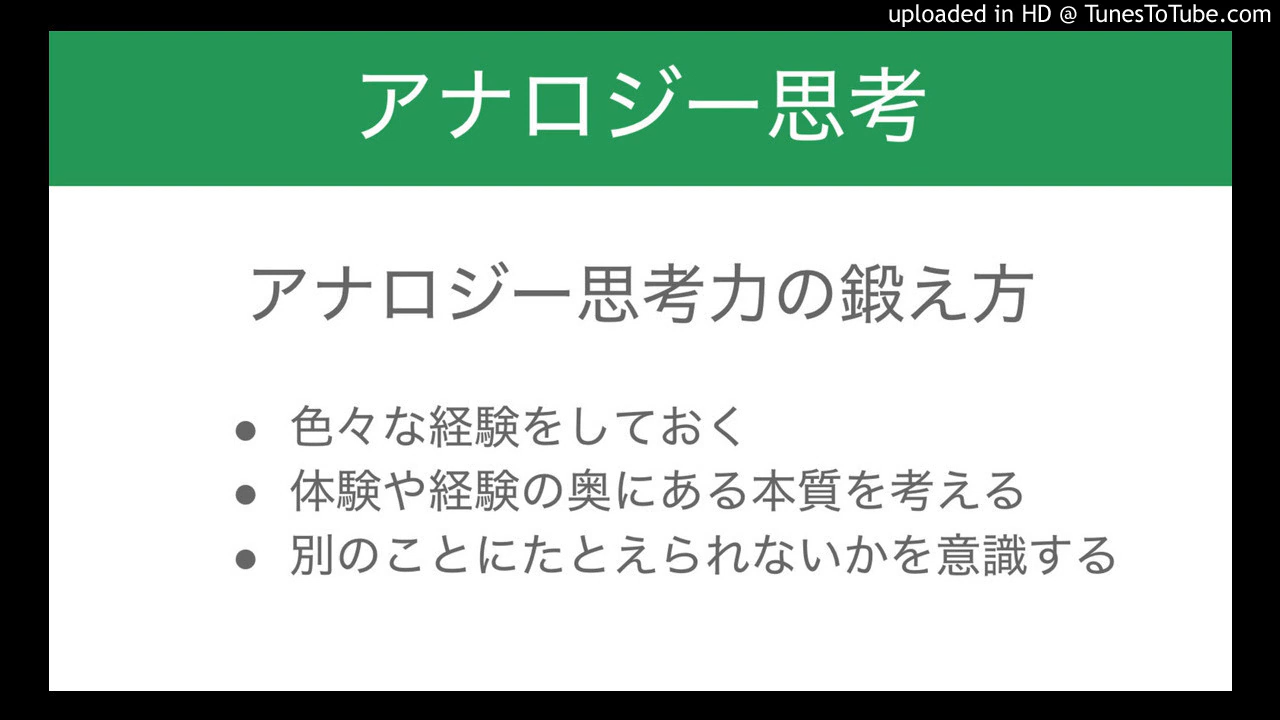 uploaded in HD @ TunesToTube.com
アナロジー思考
アナロジー思考力の鍛え方
● 色々な経験をしておく
● 体験や経験の奥にある本質を考える
● 別のことにたとえられないかを意識する